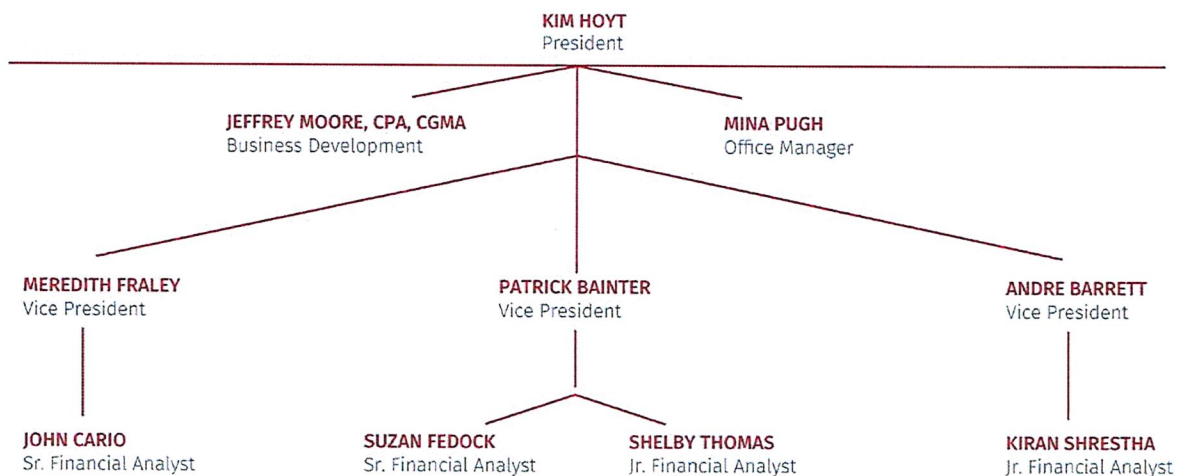 KIM HOYT
President
JEFFREY MOORE, CPA, CGMA
Business Development
MINA PUGH
Office Manager
MEREDITH FRALEY
Vice President
PATRICK BAINTER
Vice President
ANDRE BARRETT
Vice President
JOHN CARIO
Sr. Financial Analyst
SUZAN FEDOCK
Sr. Financial Analyst
SHELBY THOMAS
Jr. Financial Analyst
KIRAN SHRESTHA
Jr. Financial Analyst